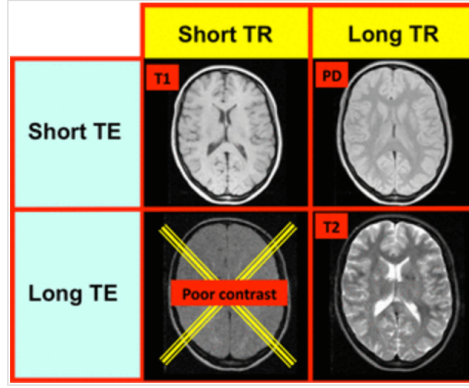 Short TR
Long TR
T1
PD
Short TE
T2
Long TE
Poor contrast